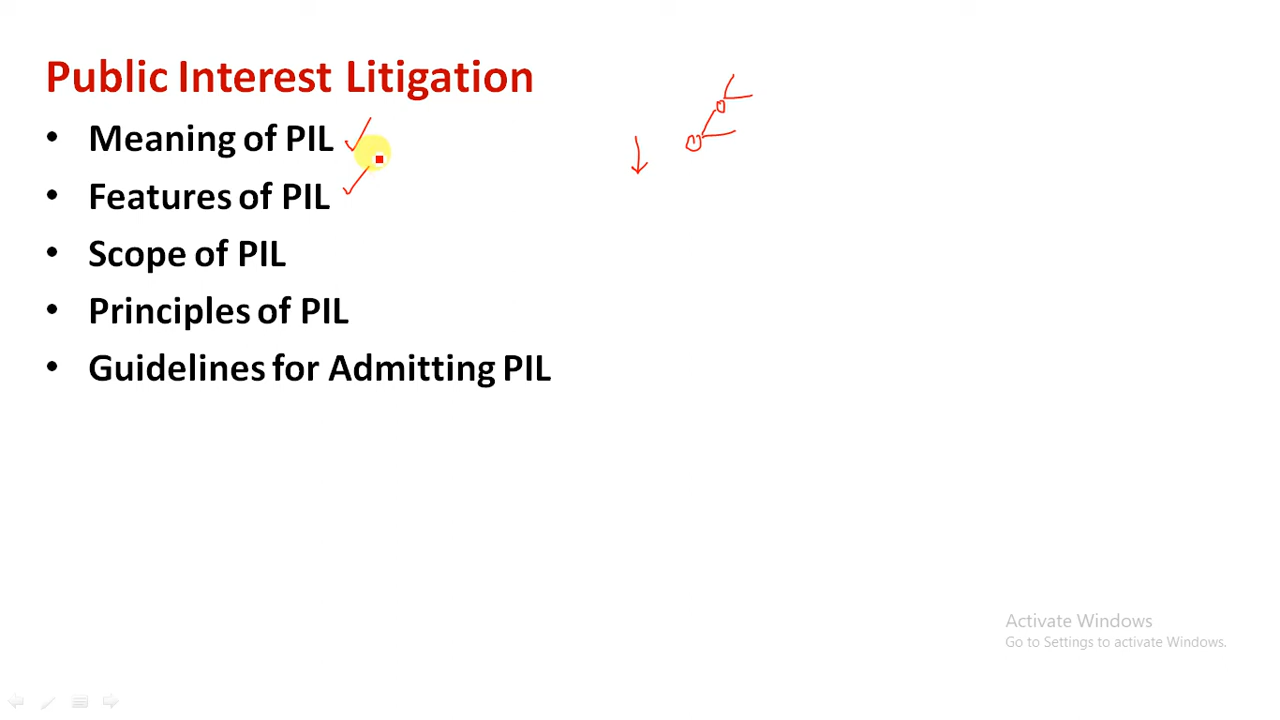 Public Interest Litigation
• Meaning of PIL
• Features of PIL
• Scope of PIL
• Principles of PIL
• Guidelines for Admitting PIL
Activate Windows
Go to Settings to activate Windows.